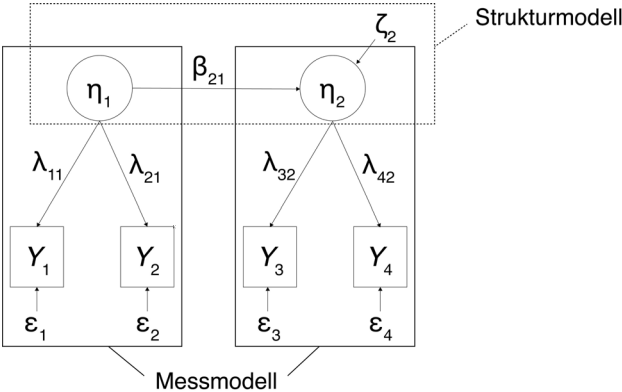 Strukturmodell
ζ2
β21
η1
η2
λ11
λ21
λ32
λ42
Y1
Y2
Y3
Y4
ε1
ε2
ε3
ε4
Messmodell